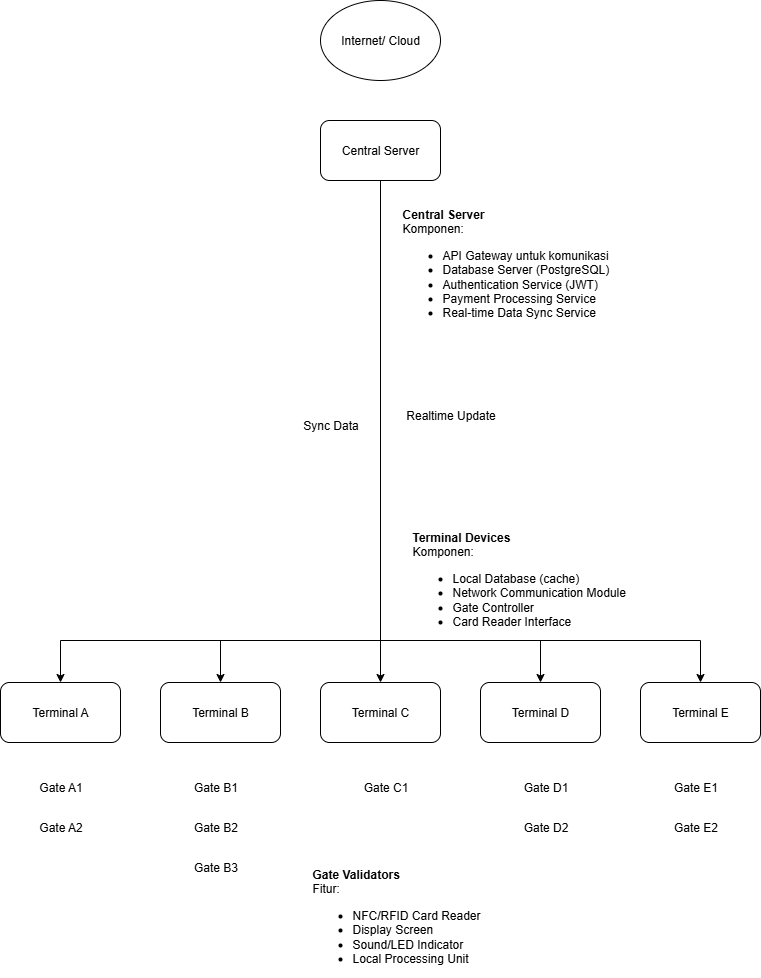 Internet/ Cloud
Central Server
Central Server
Komponen:
API Gateway untuk komunikasi
Database Server (PostgreSQL)
Authentication Service (JWT)
Payment Processing Service
Real-time Data Sync Service
Sync Data
Realtime Update
Terminal Devices
Komponen:
Local Database (cache)
Network Communication Module
Gate Controller
Card Reader Interface
Terminal A
Terminal B
Terminal C
Terminal D
Terminal E
Gate A1
Gate B1
Gate C1
Gate D1
Gate E1
Gate A2
Gate B2
Gate D2
Gate E2
Gate B3
Gate Validators
Fitur:
NFC/RFID Card Reader
Display Screen
Sound/LED Indicator
Local Processing Unit